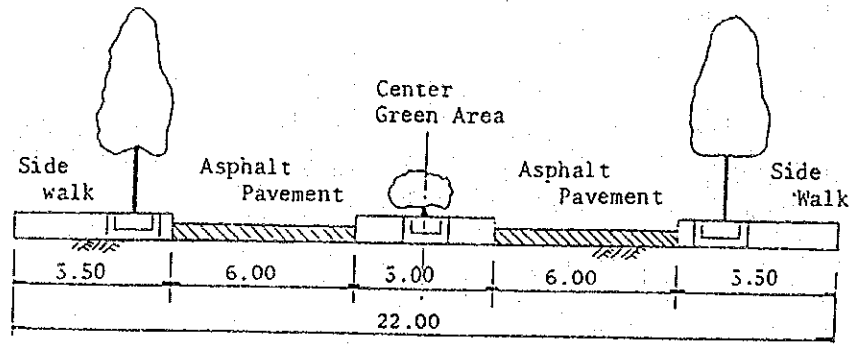 Center
Green Area
Side
walk
Asphalt
Pavement
Asphalt
Pavement
Side
Walk
3.50
6.00
3.00
6.00
3.50
22.00